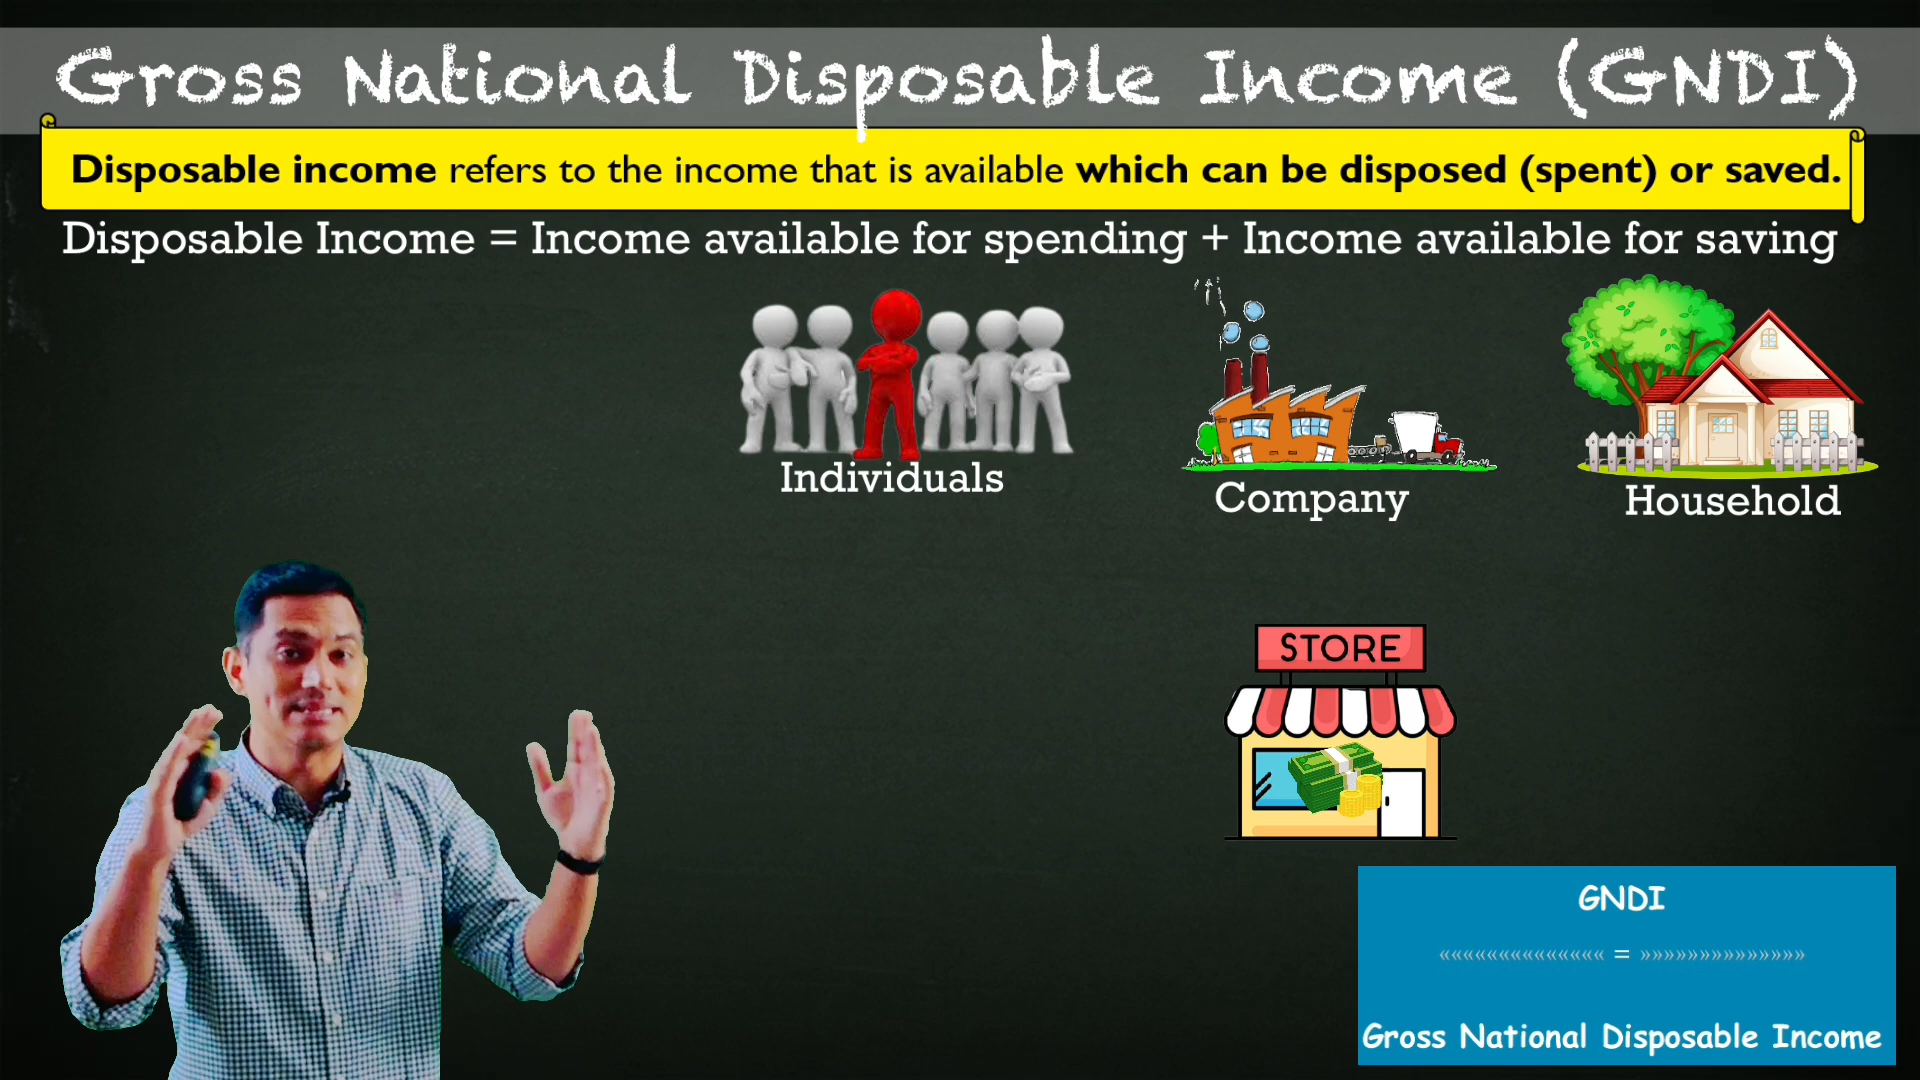 Gross National Disposable Income (GNDI)
Disposable income refers to the income that is available which can be disposed (spent) or saved.
Disposable Income = Income available for spending + Income available for saving
Individuals
Company
Household
STORE
GNDI
«««««««««««««« = »»»»»»»»»»»»»»
Gross National Disposable Income